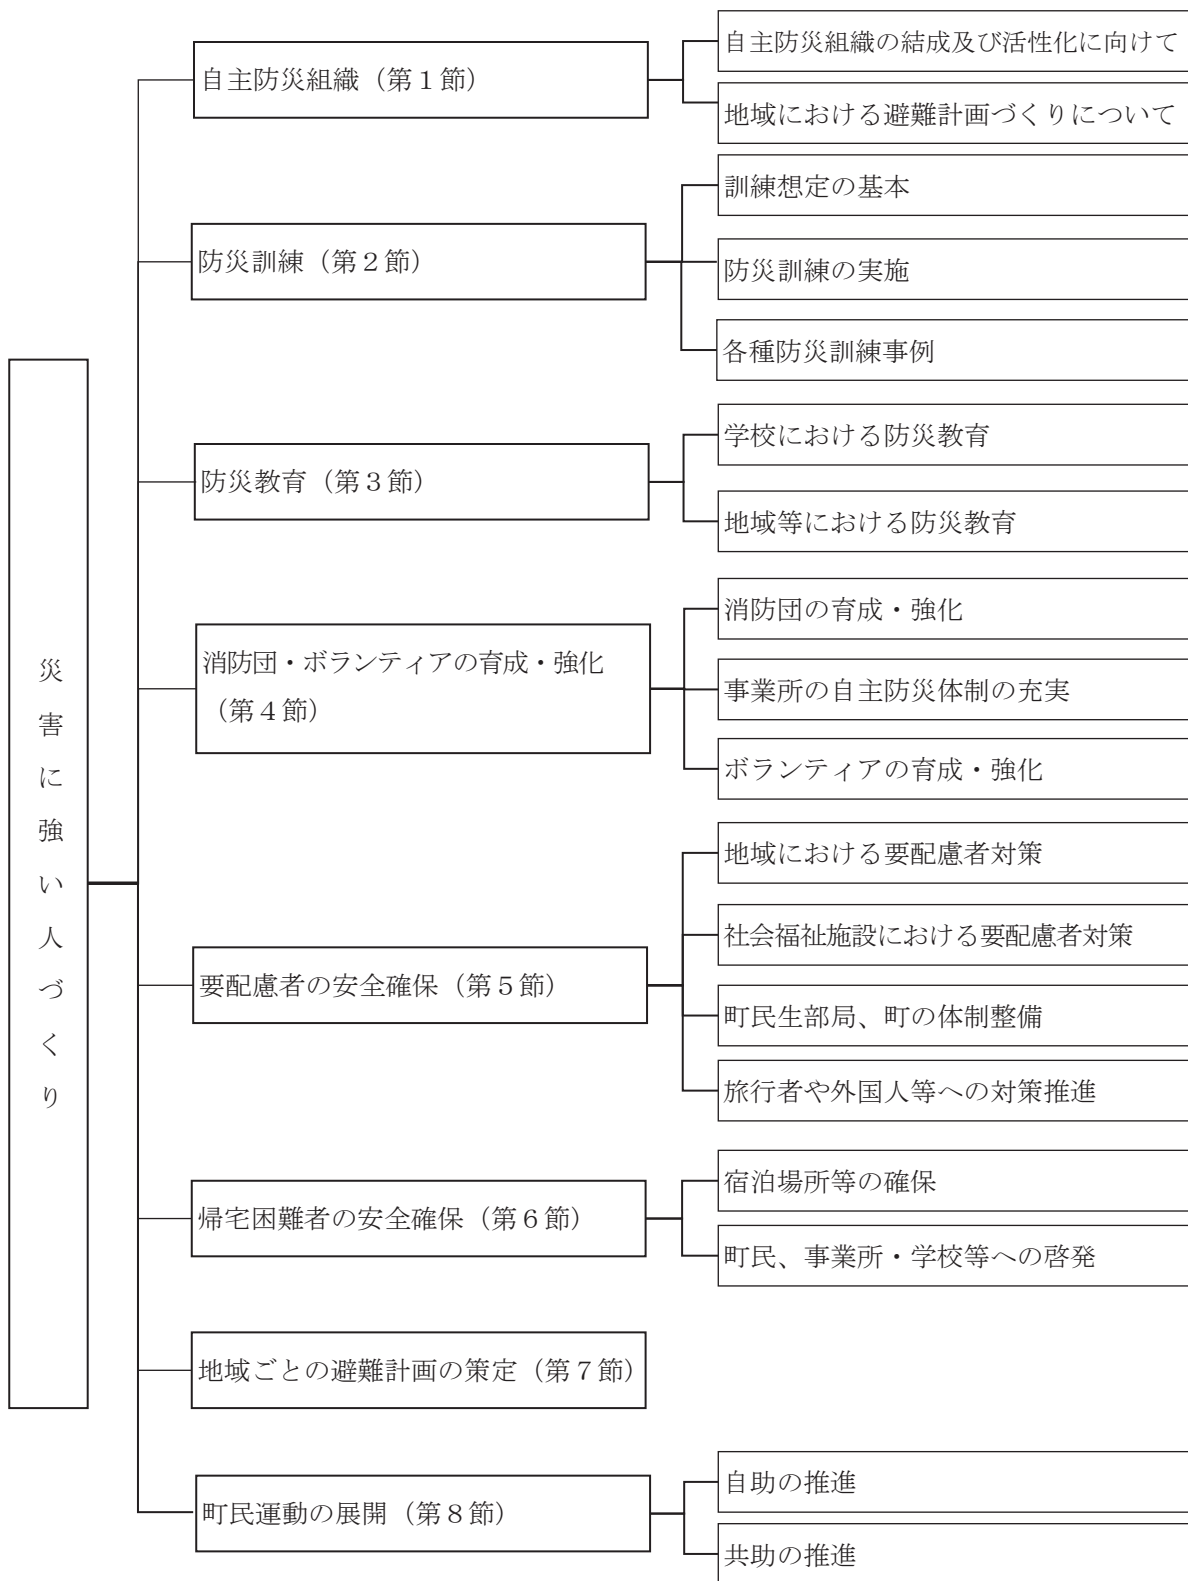 災害に強い人づくり
自主防災組織（第１節）
自主防災組織の結成及び活性化に向けて
地域における避難計画づくりについて
防災訓練（第２節）
訓練想定の基本
防災訓練の実施
各種防災訓練事例
防災教育（第３節）
学校における防災教育
地域等における防災教育
消防団・ボランティアの育成・強化
（第４節）
消防団の育成・強化
事業所の自主防災体制の充実
ボランティアの育成・強化
要配慮者の安全確保（第５節）
地域における要配慮者対策
社会福祉施設における要配慮者対策
町民生部局、町の体制整備
旅行者や外国人等への対策推進
帰宅困難者の安全確保（第６節）
宿泊場所等の確保
町民、事業所・学校等への啓発
地域ごとの避難計画の策定（第７節）
町民運動の展開（第８節）
自助の推進
共助の推進